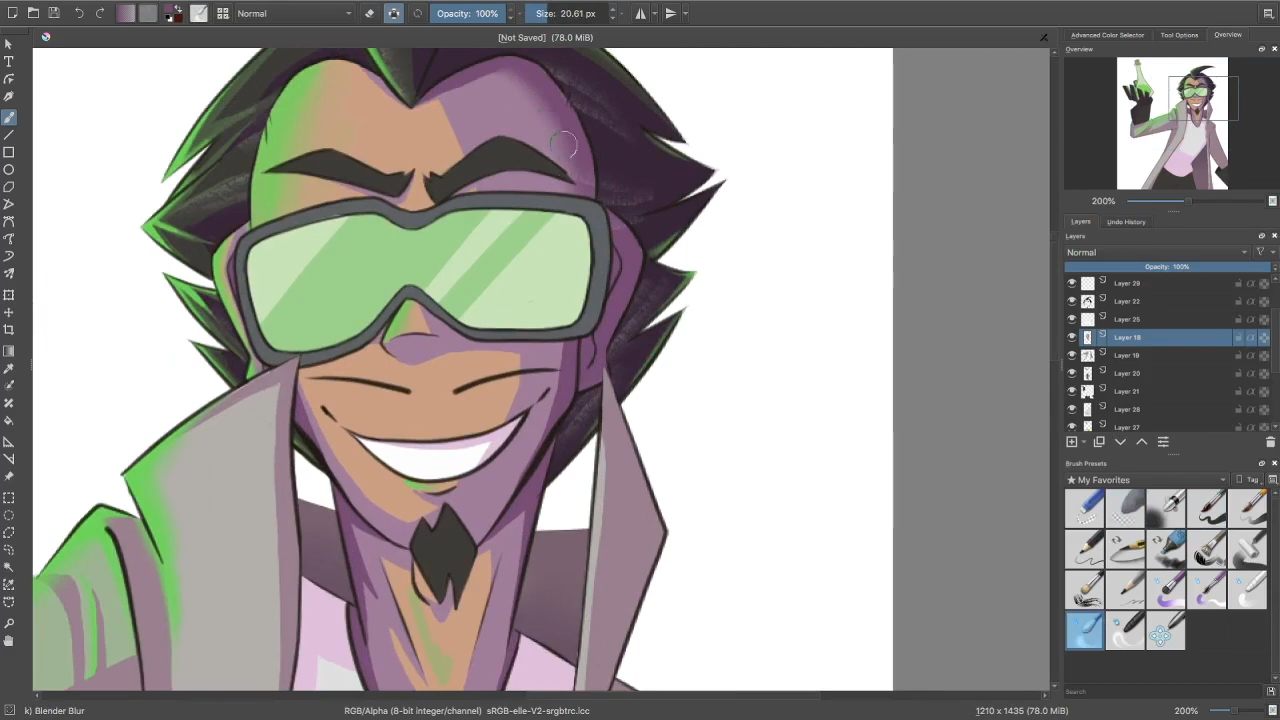 Normal
Opacity: 100%
Size: 20.61 px
[Not Saved] (78.0 MiB)
Advanced Color Selector
Tool Options
Overview
Overview
200%
Layers
Undo History
Layers
Normal
Opacity: 100%
Layer 29
Layer 22
Layer 25
Layer 18
Layer 19
Layer 20
Layer 21
Layer 28
Layer 27
Brush Presets
★ My Favorites
Tag
Search
k) Blender Blur
RGB/Alpha (8-bit integer/channel) sRGB-elle-V2-srgbtrc.icc
1210 x 1435 (78.0 MiB)
200%